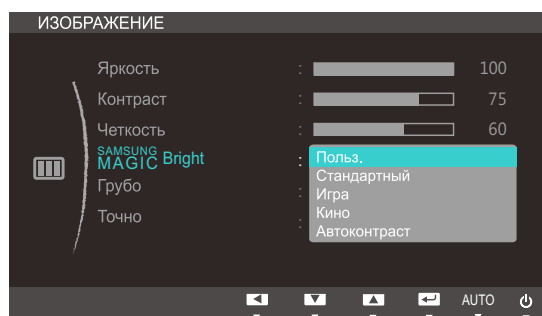 ИЗОБРАЖЕНИЕ
Яркость : 100
Контраст : 75
Четкость : 60
SAMSUNG MAGIC Bright : Польз.
Стандартный
Грубо : Игра
Кино
Точно : Автоконтраст
AUTO